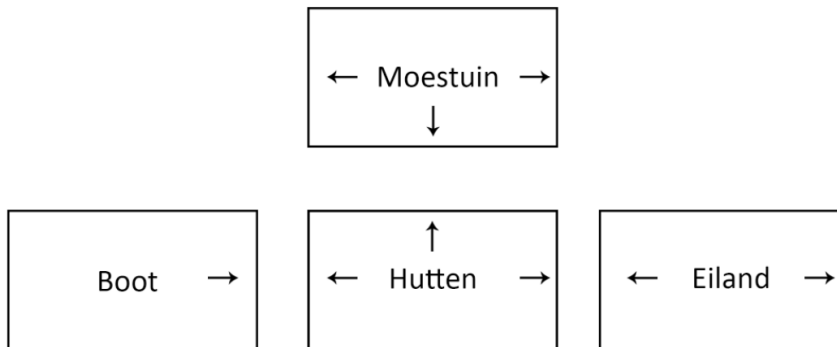 ← Moestuin →
↓
↑
Boot → ← Hutten → ← Eiland →